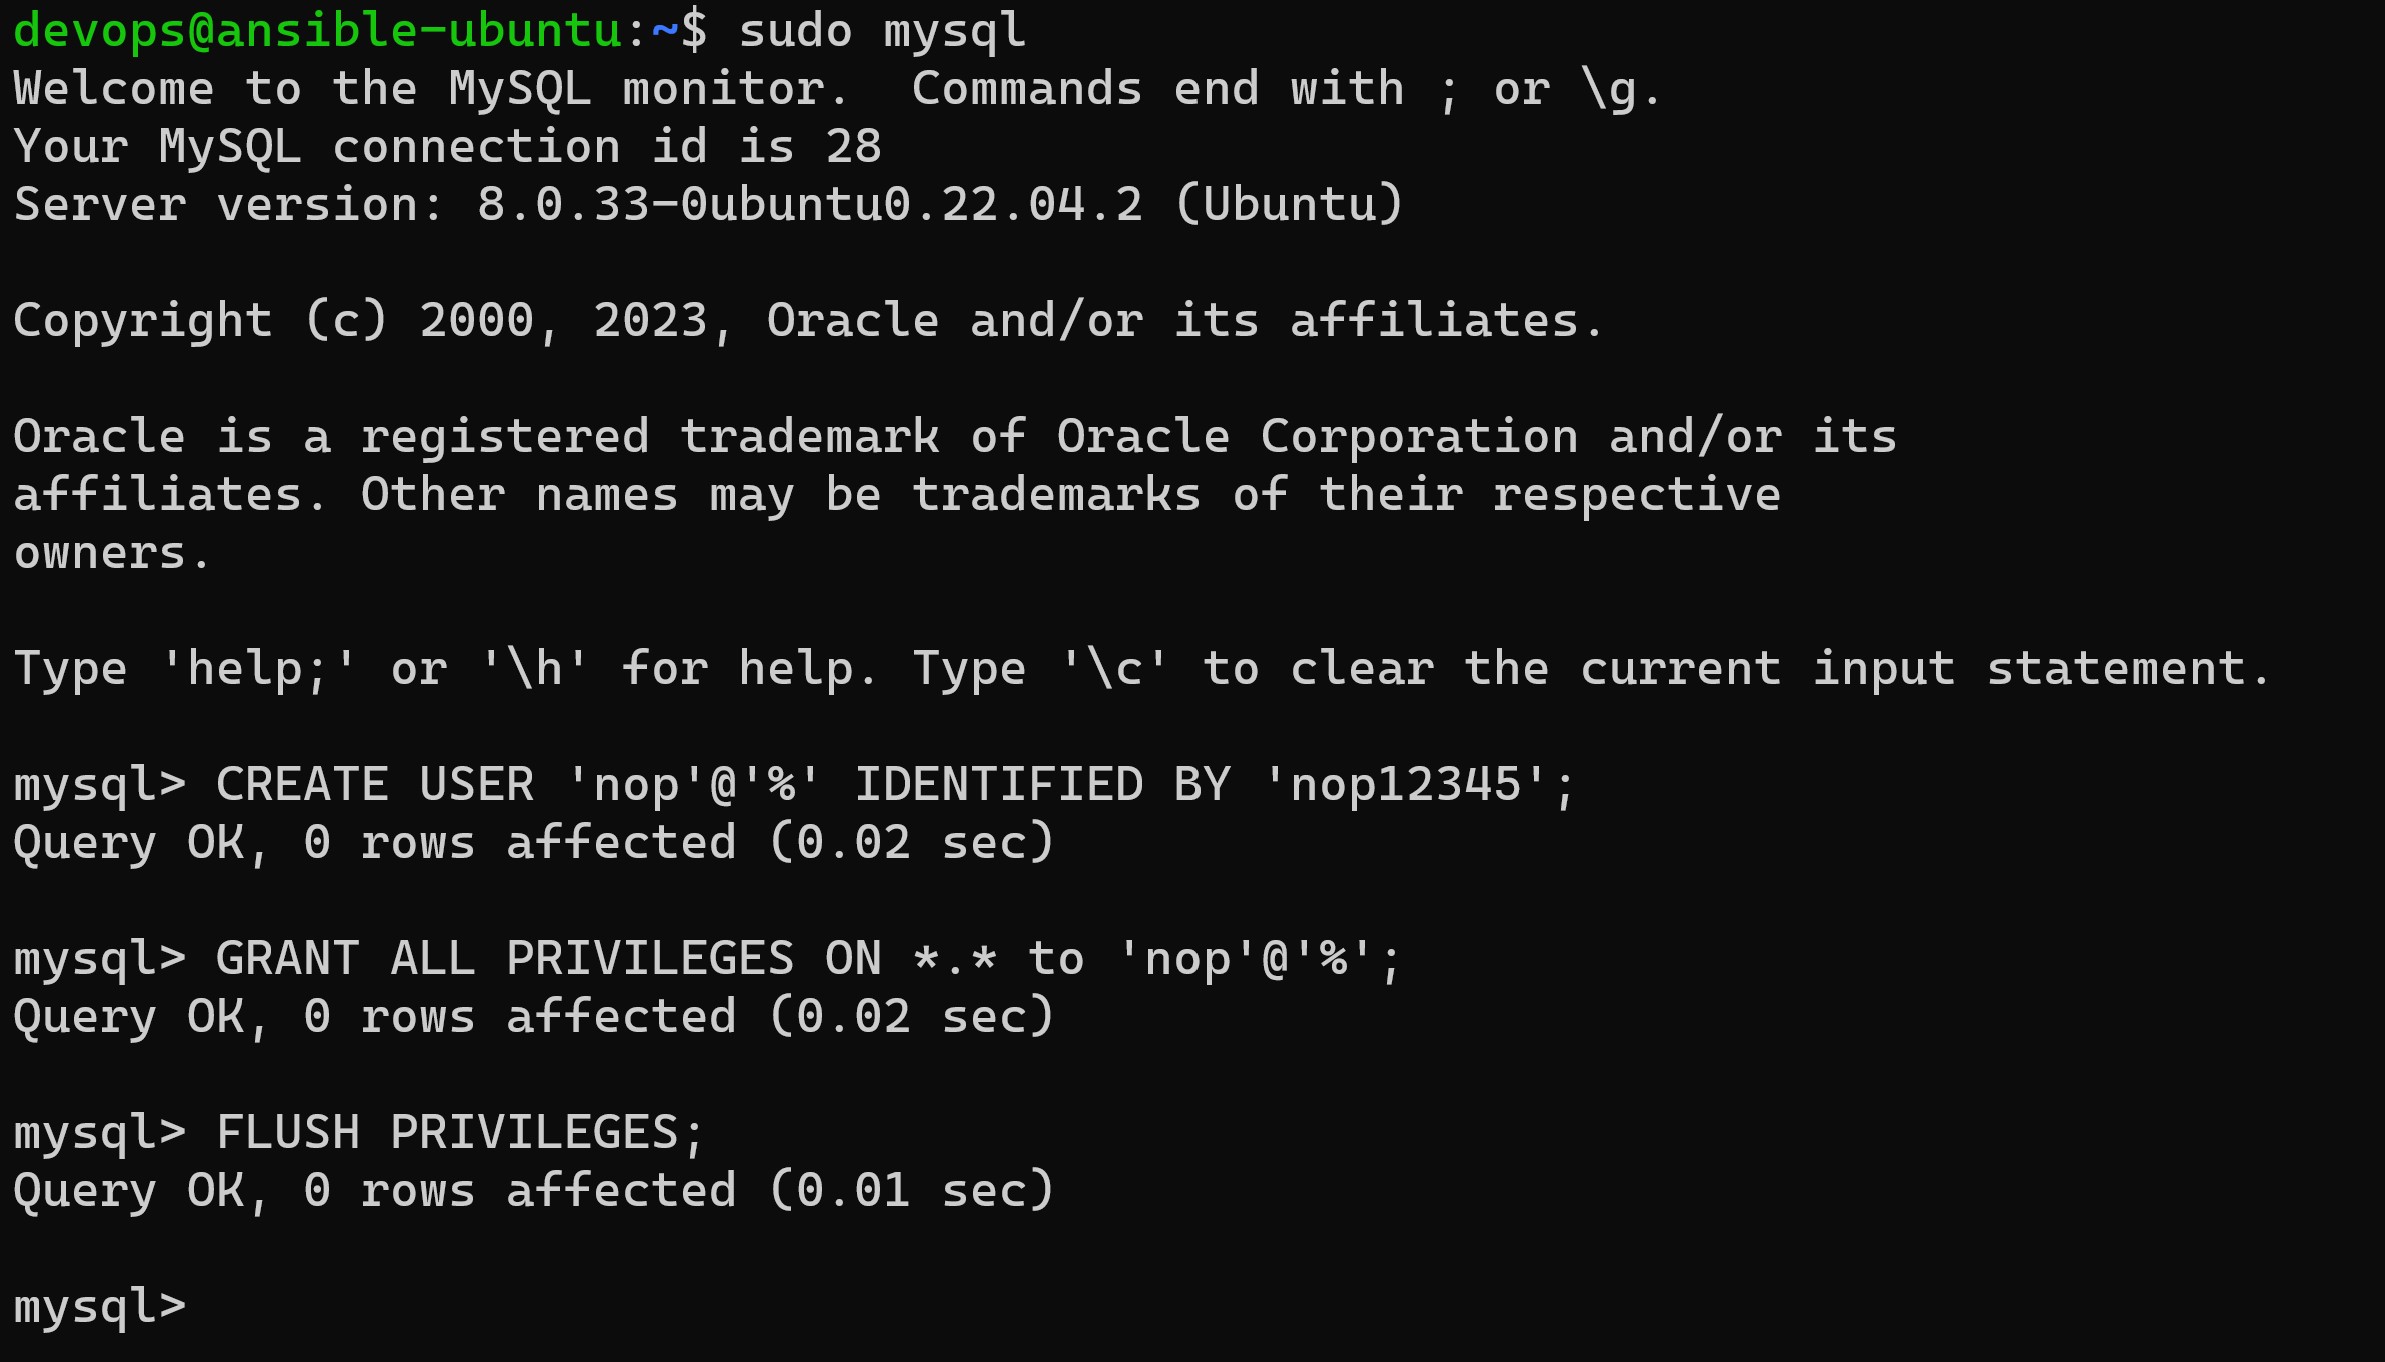 devops@ansible-ubuntu:~$ sudo mysql
Welcome to the MySQL monitor.  Commands end with ; or \g.
Your MySQL connection id is 28
Server version: 8.0.33-0ubuntu0.22.04.2 (Ubuntu)
Copyright (c) 2000, 2023, Oracle and/or its affiliates.
Oracle is a registered trademark of Oracle Corporation and/or its
affiliates. Other names may be trademarks of their respective
owners.
Type 'help;' or '\h' for help. Type '\c' to clear the current input statement.
mysql> CREATE USER 'nop'@'%' IDENTIFIED BY 'nop12345';
Query OK, 0 rows affected (0.02 sec)
mysql> GRANT ALL PRIVILEGES ON *.* to 'nop'@'%';
Query OK, 0 rows affected (0.02 sec)
mysql> FLUSH PRIVILEGES;
Query OK, 0 rows affected (0.01 sec)
mysql>